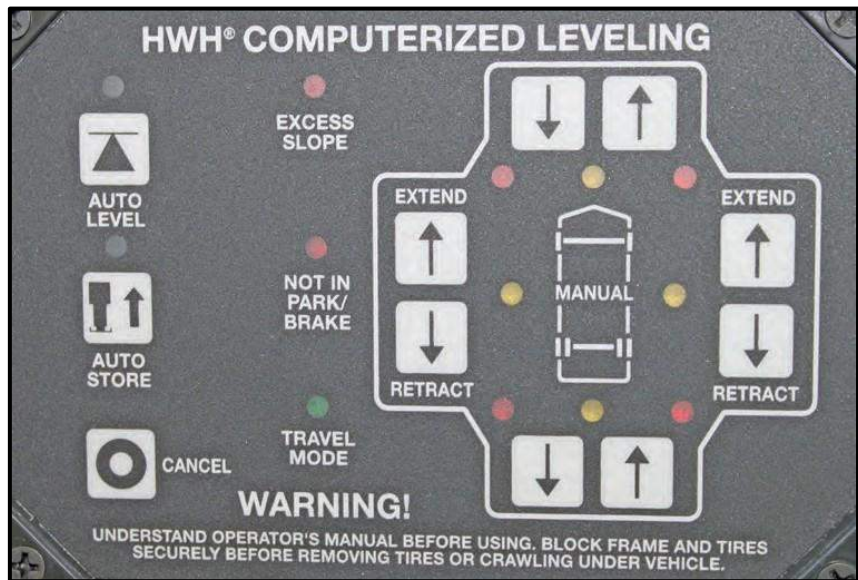 HWH® COMPUTERIZED LEVELING
AUTO
LEVEL
AUTO
STORE
CANCEL
EXCESS
SLOPE
NOT IN
PARK/
BRAKE
TRAVEL
MODE
EXTEND
RETRACT
MANUAL
EXTEND
RETRACT
WARNING!
UNDERSTAND OPERATOR'S MANUAL BEFORE USING. BLOCK FRAME AND TIRES
SECURELY BEFORE REMOVING TIRES OR CRAWLING UNDER VEHICLE.